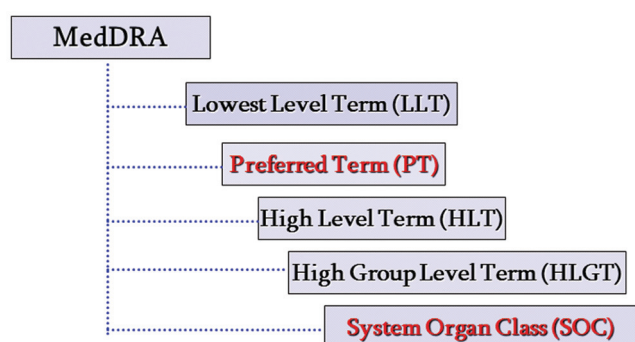 MedDRA
Lowest Level Term (LLT)
Preferred Term (PT)
High Level Term (HLT)
High Group Level Term (HLGT)
System Organ Class (SOC)